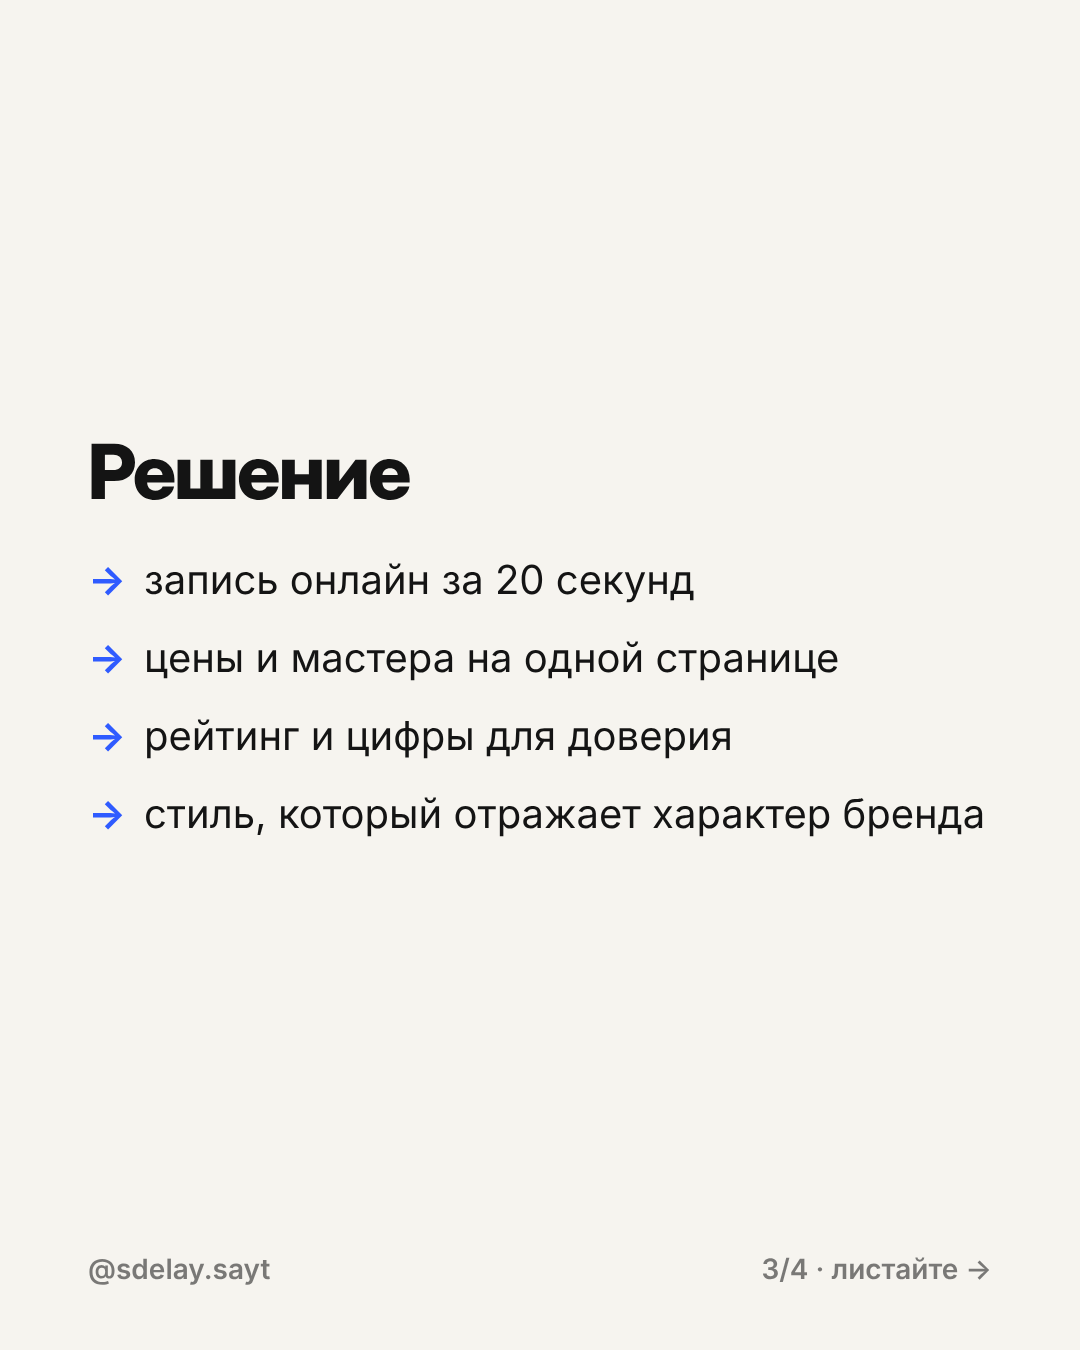 Решение
→ запись онлайн за 20 секунд
→ цены и мастера на одной странице
→ рейтинг и цифры для доверия
→ стиль, который отражает характер бренда
@sdelay.sayt
3/4 · листайте →